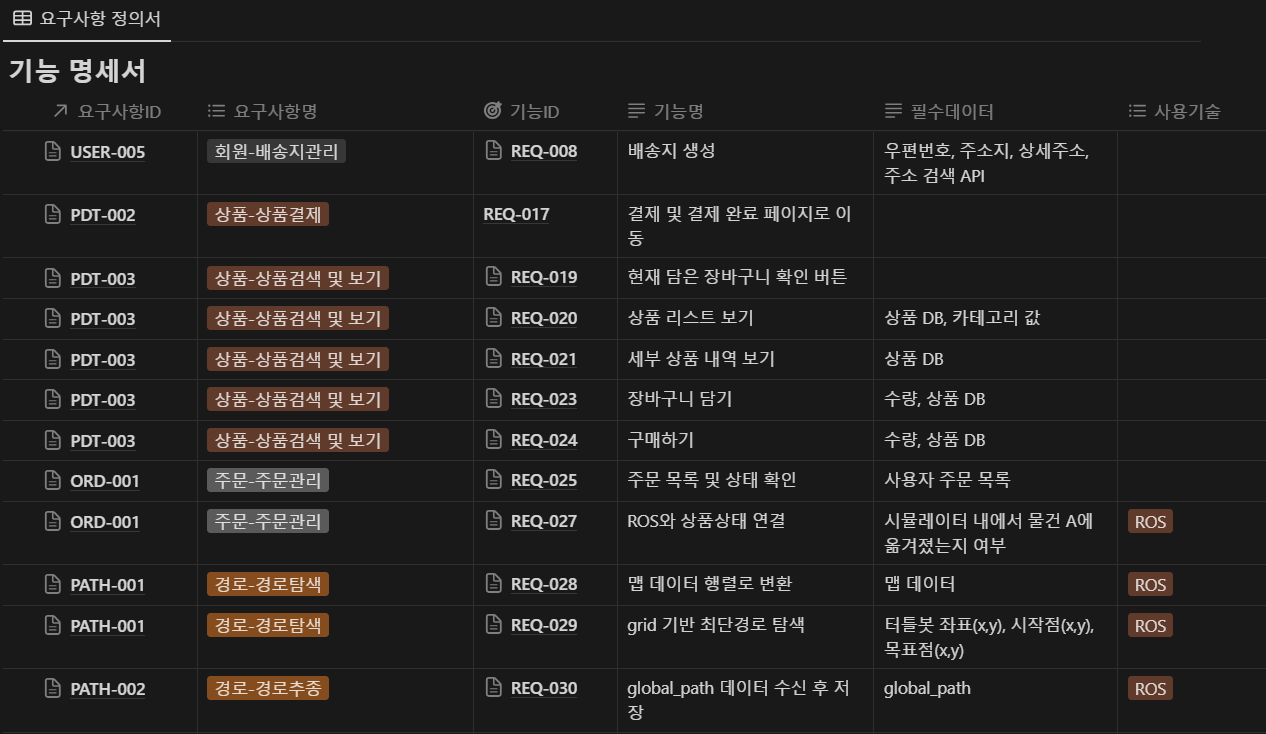 요구사항 정의서
기능 명세서
요구사항ID 요구사항명 기능ID 기능명 필수데이터 사용기술
USER-005 회원-배송지관리 REQ-008 배송지 생성 우편번호, 주소지, 상세주소,
주소 검색 API
PDT-002 상품-상품결제 REQ-017 결제 및 결제 완료 페이지로 이
동
PDT-003 상품-상품검색 및 보기 REQ-019 현재 담은 장바구니 확인 버튼
PDT-003 상품-상품검색 및 보기 REQ-020 상품 리스트 보기 상품 DB, 카테고리 값
PDT-003 상품-상품검색 및 보기 REQ-021 세부 상품 내역 보기 상품 DB
PDT-003 상품-상품검색 및 보기 REQ-023 장바구니 담기 수량, 상품 DB
PDT-003 상품-상품검색 및 보기 REQ-024 구매하기 수량, 상품 DB
ORD-001 주문-주문관리 REQ-025 주문 목록 및 상태 확인 사용자 주문 목록
ORD-001 주문-주문관리 REQ-027 ROS와 상품상태 연결 시뮬레이터 내에서 물건 A에 ROS
옮겨졌는지 여부
PATH-001 경로-경로탐색 REQ-028 맵 데이터 행렬로 변환 맵 데이터 ROS
PATH-001 경로-경로탐색 REQ-029 grid 기반 최단경로 탐색 터틀봇 좌표(x,y), 시작점(x,y), ROS
목표점(x,y)
PATH-002 경로-경로추종 REQ-030 global_path 데이터 수신 후 저 global_path ROS
장